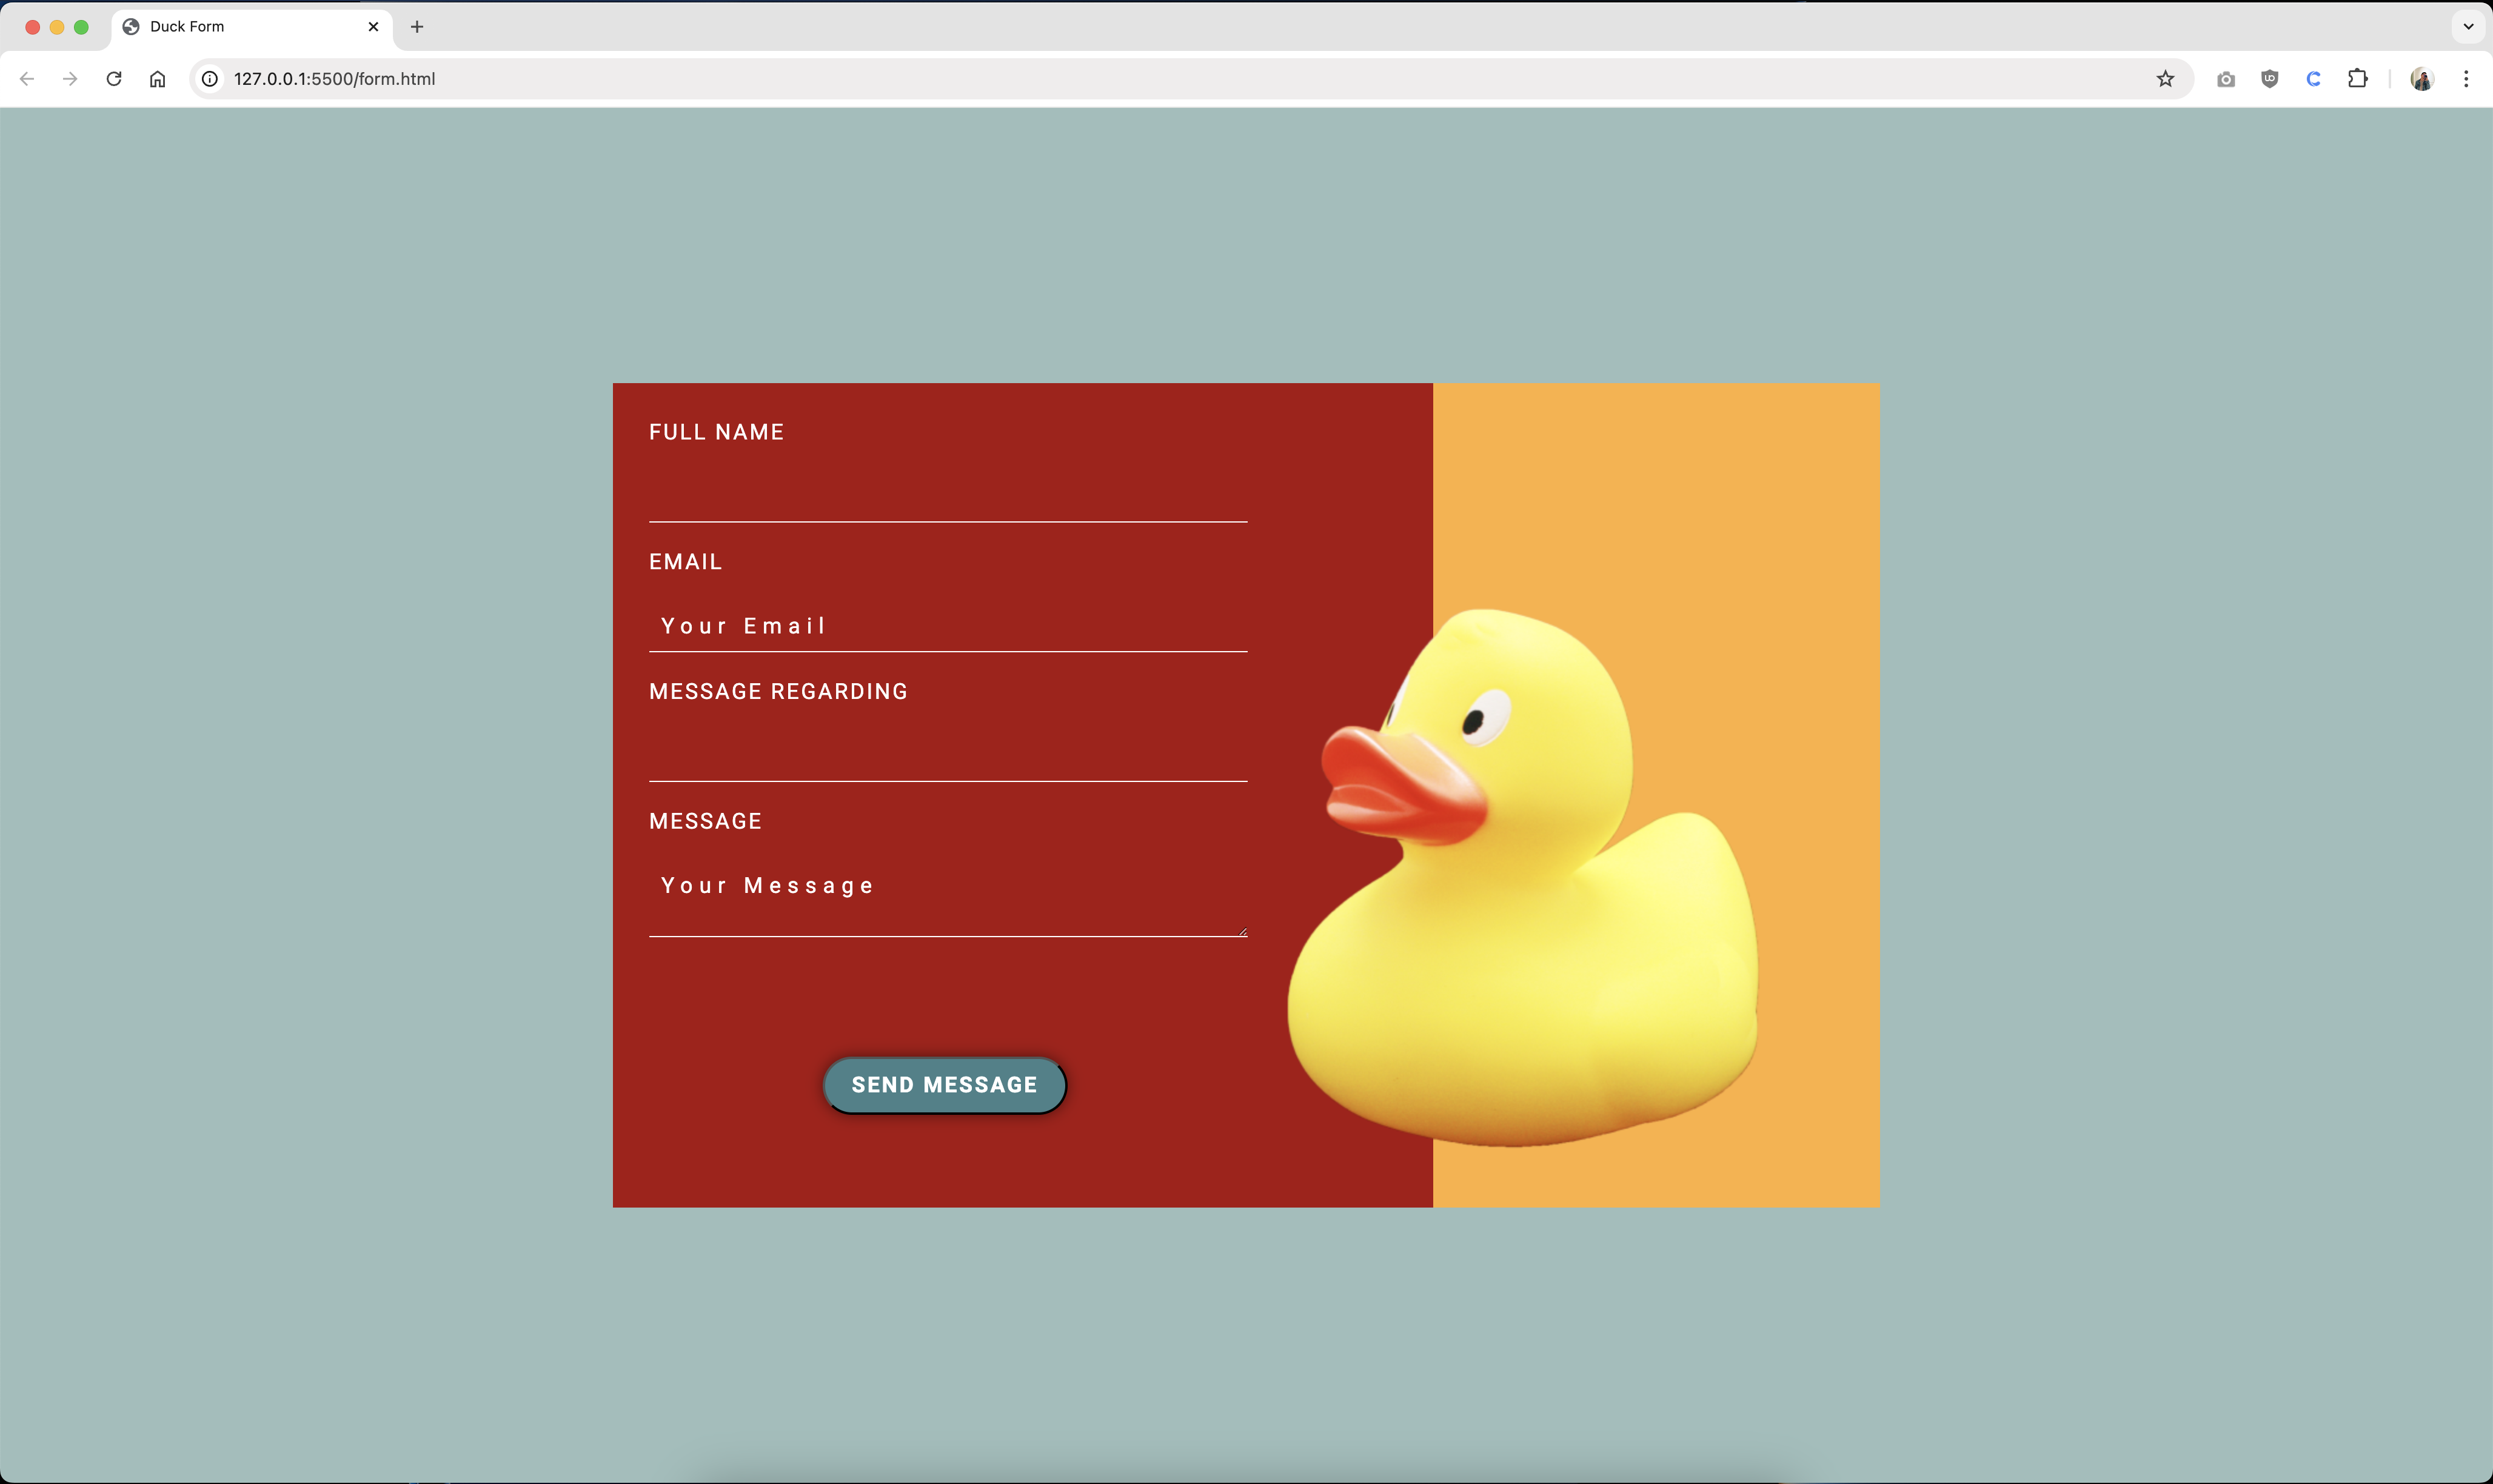 Duck Form
127.0.0.1:5500/form.html
FULL NAME
EMAIL
Your Email
MESSAGE REGARDING
MESSAGE
Your Message
SEND MESSAGE